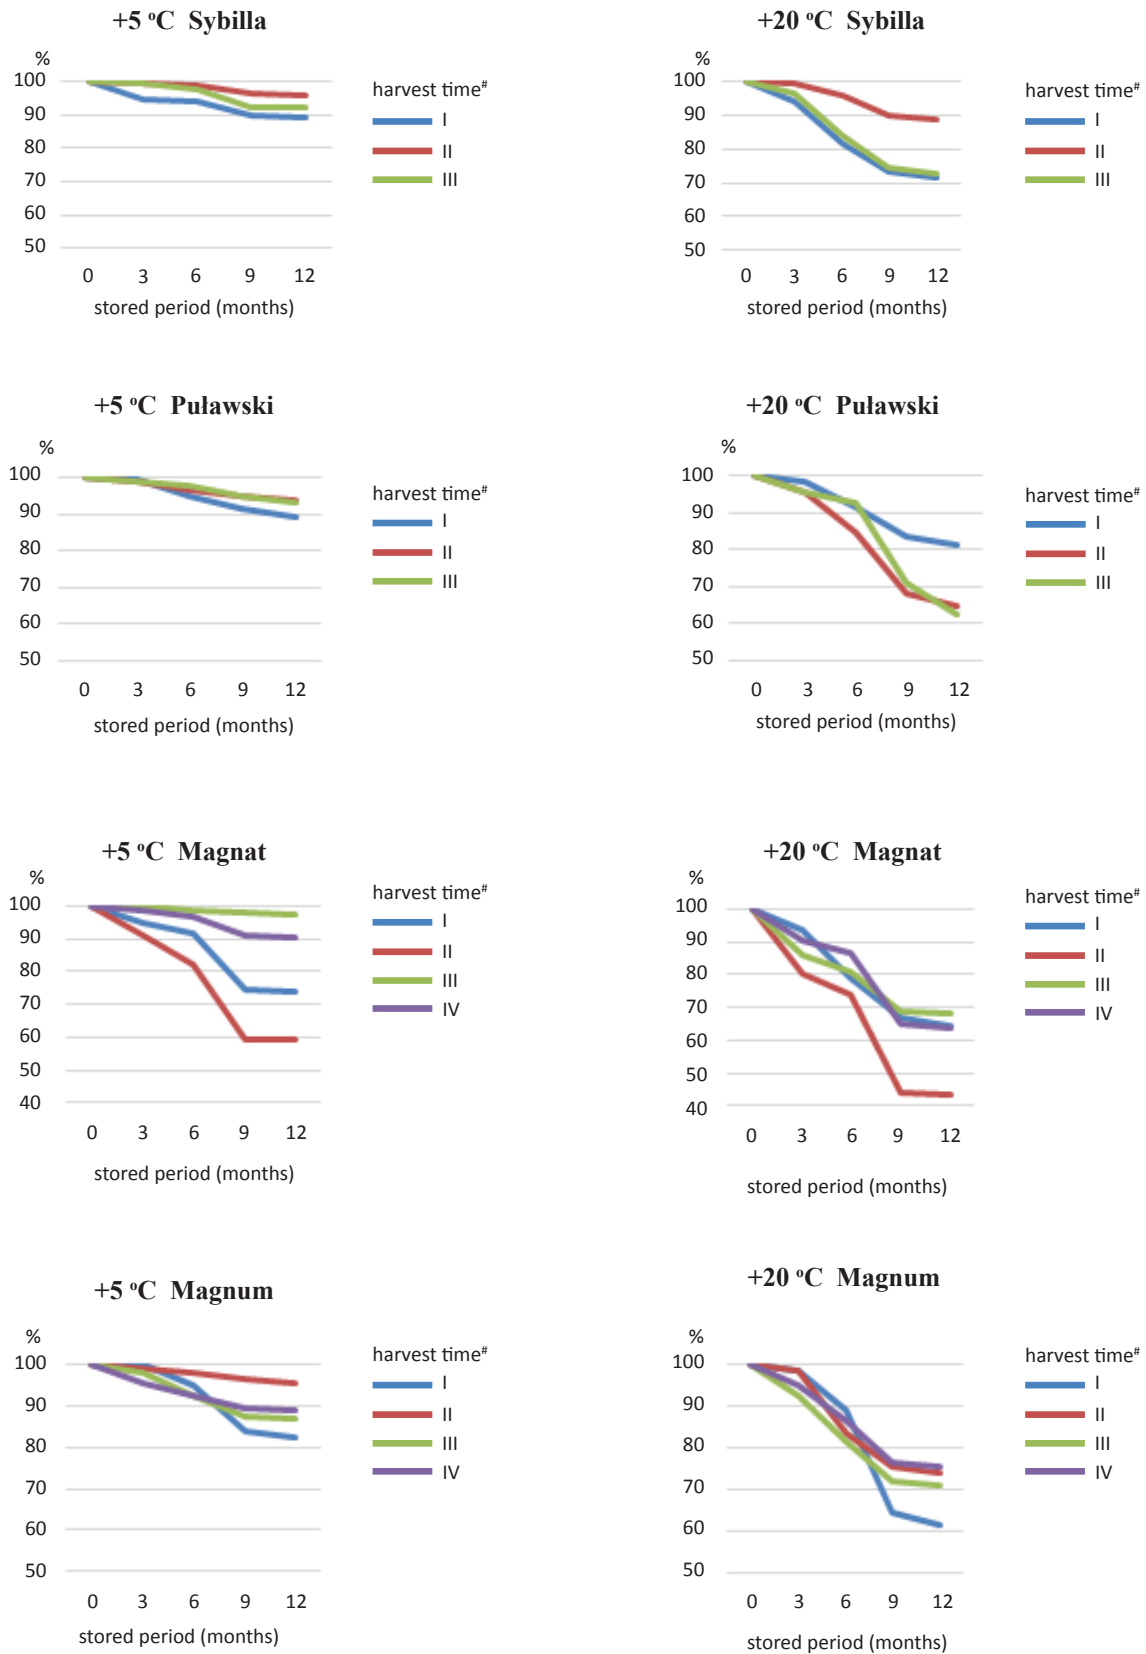 +5 ºC Sybilla
%
100
90
80
70
60
50
0 3 6 9 12
stored period (months)
harvest time#
I
II
III
+20 ºC Sybilla
%
100
90
80
70
60
50
0 3 6 9 12
stored period (months)
harvest time#
I
II
III
+5 ºC Puławski
%
100
90
80
70
60
50
0 3 6 9 12
stored period (months)
harvest time#
I
II
III
+20 ºC Puławski
%
100
90
80
70
60
50
0 3 6 9 12
stored period (months)
harvest time#
I
II
III
+5 ºC Magnat
%
100
90
80
70
60
50
40
0 3 6 9 12
stored period (months)
harvest time#
I
II
III
IV
+20 ºC Magnat
%
100
90
80
70
60
50
40
0 3 6 9 12
stored period (months)
harvest time#
I
II
III
IV
+5 ºC Magnum
%
100
90
80
70
60
50
0 3 6 9 12
stored period (months)
harvest time#
I
II
III
IV
+20 ºC Magnum
%
100
90
80
70
60
50
0 3 6 9 12
stored period (months)
harvest time#
I
II
III
IV